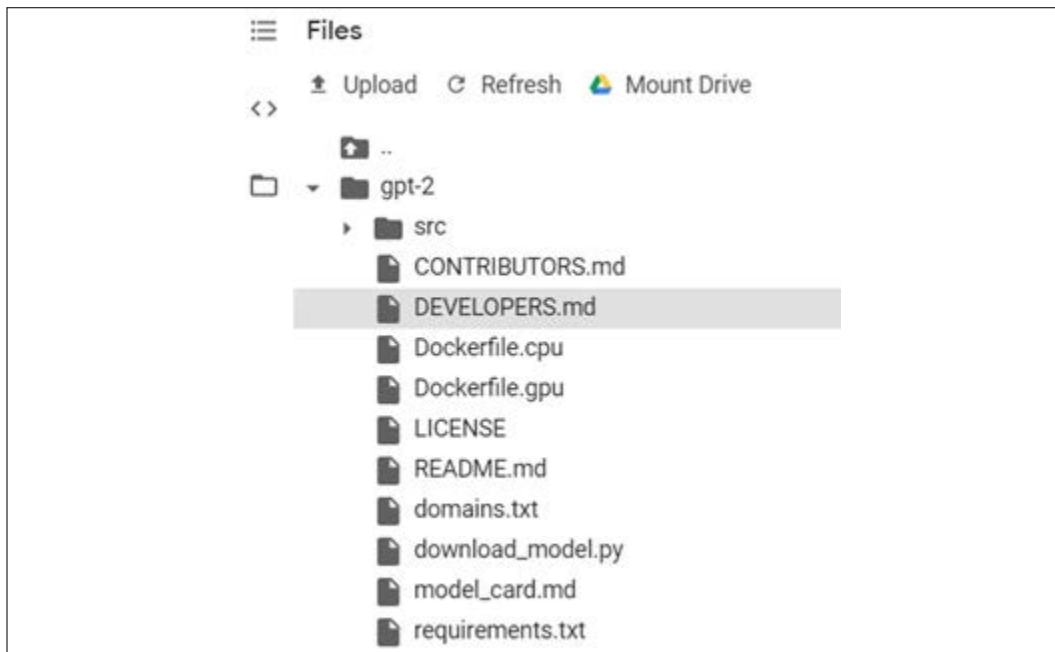 Files
Upload Refresh Mount Drive
..
gpt-2
src
CONTRIBUTORS.md
DEVELOPERS.md
Dockerfile.cpu
Dockerfile.gpu
LICENSE
README.md
domains.txt
download_model.py
model_card.md
requirements.txt